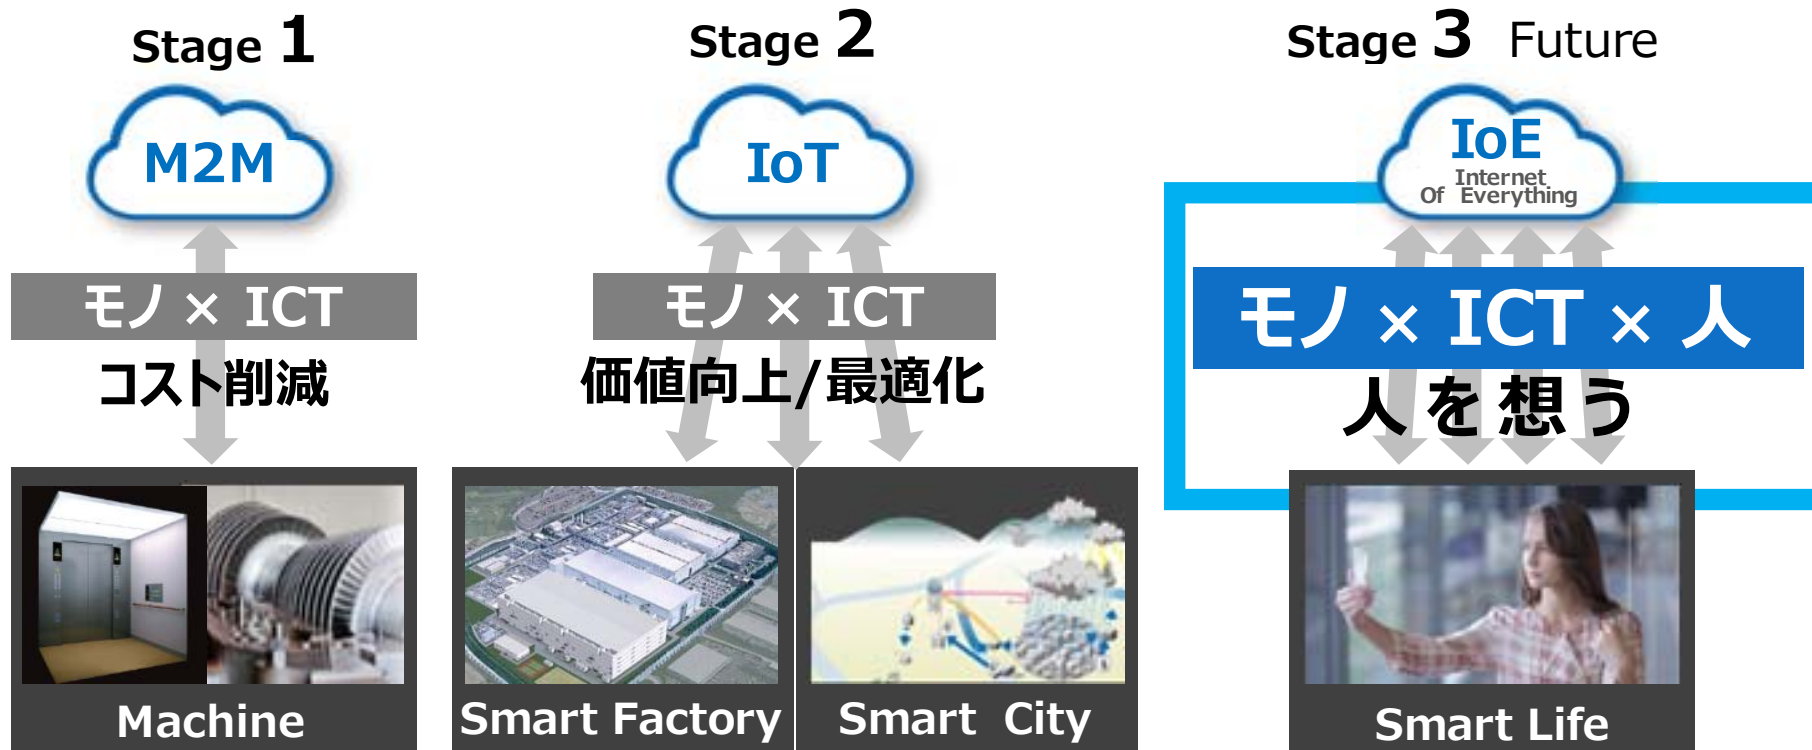 Stage 1
M2M
モノ × ICT
コスト削減
Machine
Stage 2
IoT
モノ × ICT
価値向上/最適化
Smart Factory
Smart City
Stage 3 Future
IoE
Internet
Of Everything
モノ × ICT × 人
人を想う
Smart Life